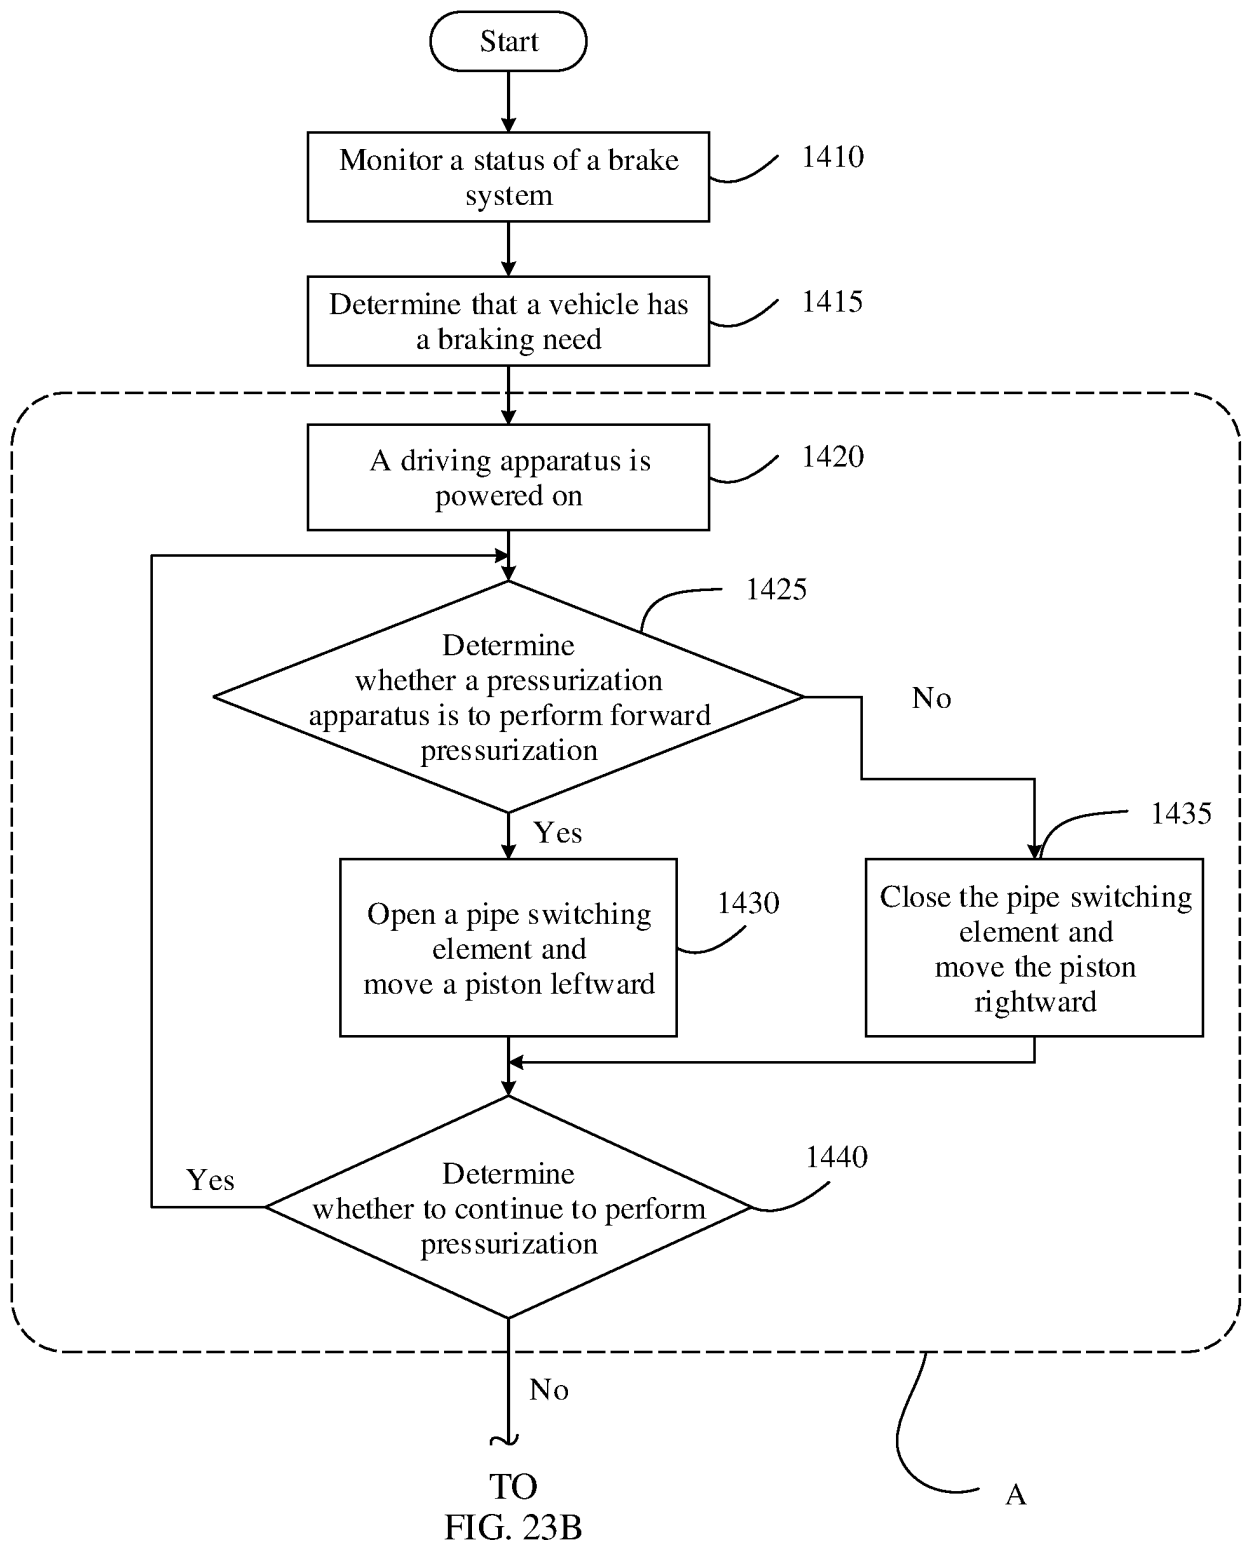 Start
Monitor a status of a brake
system
1410
Determine that a vehicle has
a braking need
1415
A driving apparatus is
powered on
1420
1425
Determine
whether a pressurization
apparatus is to perform forward
pressurization
No
Yes
1435
Open a pipe switching
element and
move a piston leftward
1430
Close the pipe switching
element and
move the piston
rightward
Yes
Determine
whether to continue to perform
pressurization
1440
No
A
TO
FIG. 23B